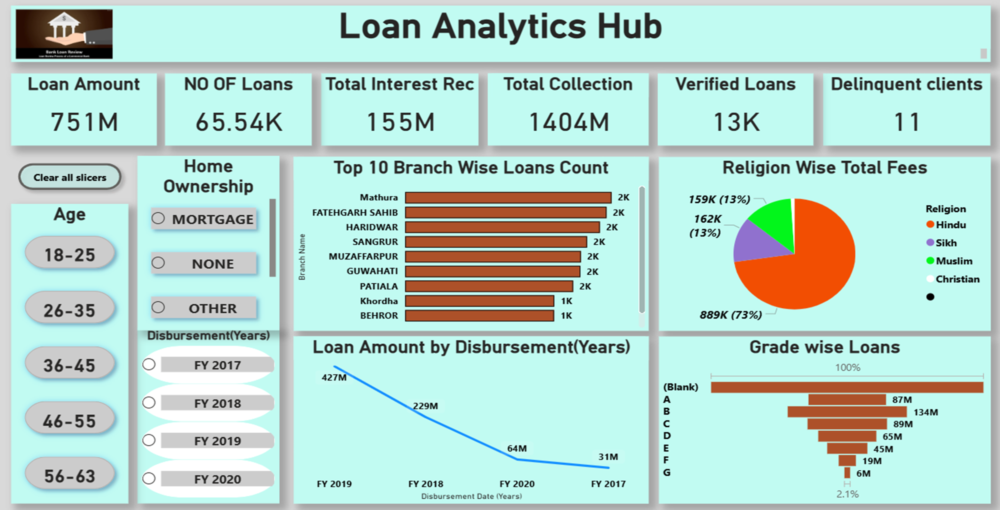 Loan Analytics Hub
$
Bank Loan Review
Loan Review Process of a Commercial Bank
Loan Amount
751M
NO OF Loans
65.54K
Total Interest Rec
155M
Total Collection
1404M
Verified Loans
13K
Delinquent clients
11
Clear all slicers
Age
18-25
26-35
36-45
46-55
56-63
Home
Ownership
MORTGAGE
NONE
OTHER
Disbursement(Years)
FY 2017
FY 2018
FY 2019
FY 2020
Top 10 Branch Wise Loans Count
Branch Name
Mathura 2K
FATEHGARH SAHIB 2K
HARIDWAR 2K
SANGRUR 2K
MUZAFFARPUR 2K
GUWAHATI 2K
PATIALA 2K
Khordha 1K
BEHROR 1K
Religion Wise Total Fees
159K (13%)
162K
(13%)
889K (73%)
Religion
Hindu
Sikh
Muslim
Christian
Loan Amount by Disbursement(Years)
427M
229M
64M
31M
FY 2019 FY 2018 FY 2020 FY 2017
Disbursement Date (Years)
Grade wise Loans
100%
(Blank)
A 87M
B 134M
C 89M
D 65M
E 45M
F 19M
G 6M
2.1%